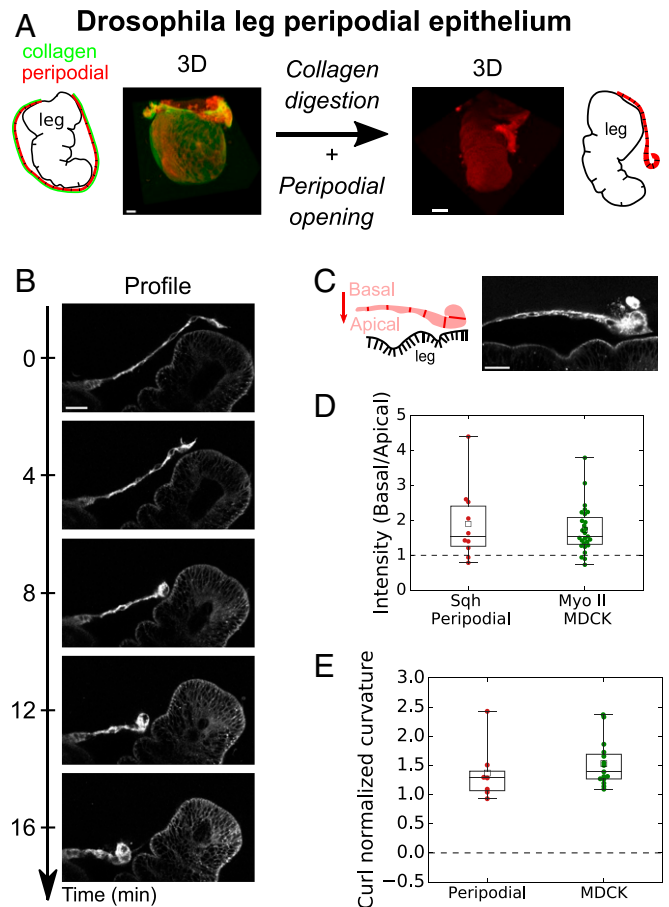 Drosophila leg peripodial epithelium
A
collagen
peripodial
leg
3D
Collagen
digestion
+
Peripodial
opening
3D
leg
B
Profile
0
4
8
12
16
Time (min)
C
Basal
Apical
leg
D
Intensity (Basal/Apical)
5
4
3
2
1
0
Sqh
Peripodial
Myo II
MDCK
E
Curl normalized curvature
3.0
2.5
2.0
1.5
1.0
0.5
0.0
−0.5
Peripodial
MDCK